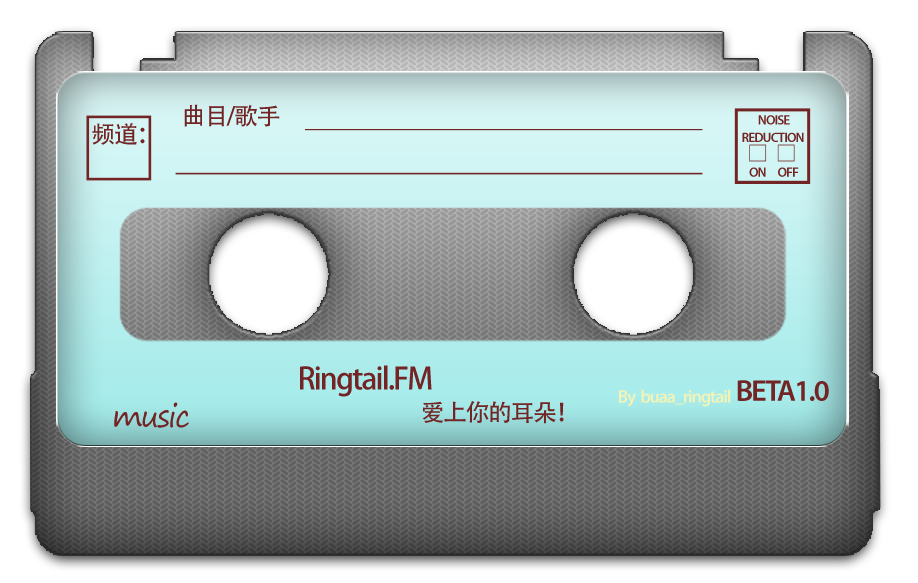 曲目/歌手
频道:
NOISE
REDUCTION
ON OFF
Ringtail.FM
By buaa_ringtail BETA1.0
music
爱上你的耳朵!